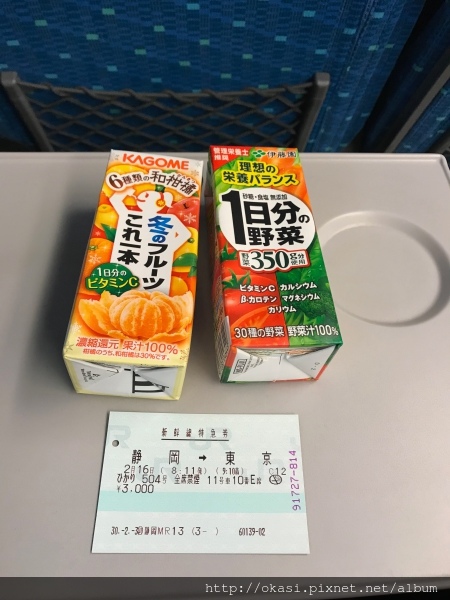 KAGOME
6種類の和柑橘
冬のフルーツ
これ一本
1日分の
ビタミンC
濃縮還元 果汁100%
柑橘のうち、和柑橘は30%です。
管理栄養士
推奨
伊藤園
理想の
栄養バランス
砂糖・食塩 無添加
1日分の
野菜
野菜350g分使用
ビタミンC カルシウム
β-カロテン マグネシウム
カリウム
30種の野菜 野菜汁100%
新幹線特急券
静岡 → 東京
2月16日 (8:11発) (9:10着) C12
ひかり 504号 全席禁煙 11号車10番E席
¥3,000
30.-2.-3 静岡MR13 (3- ) 60139-02
91727-814
http://okasi.pixnet.net/album